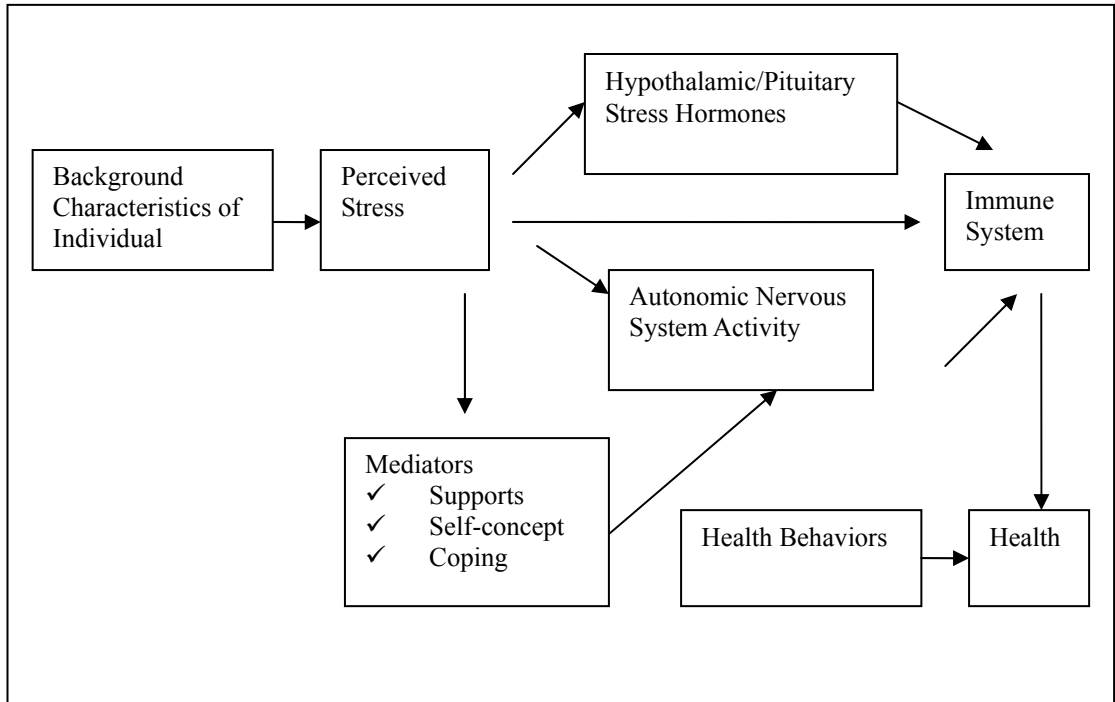 Hypothalamic/Pituitary
Stress Hormones
Background
Characteristics of
Individual
Perceived
Stress
Immune
System
Autonomic Nervous
System Activity
Mediators
✓ Supports
✓ Self-concept
✓ Coping
Health Behaviors
Health